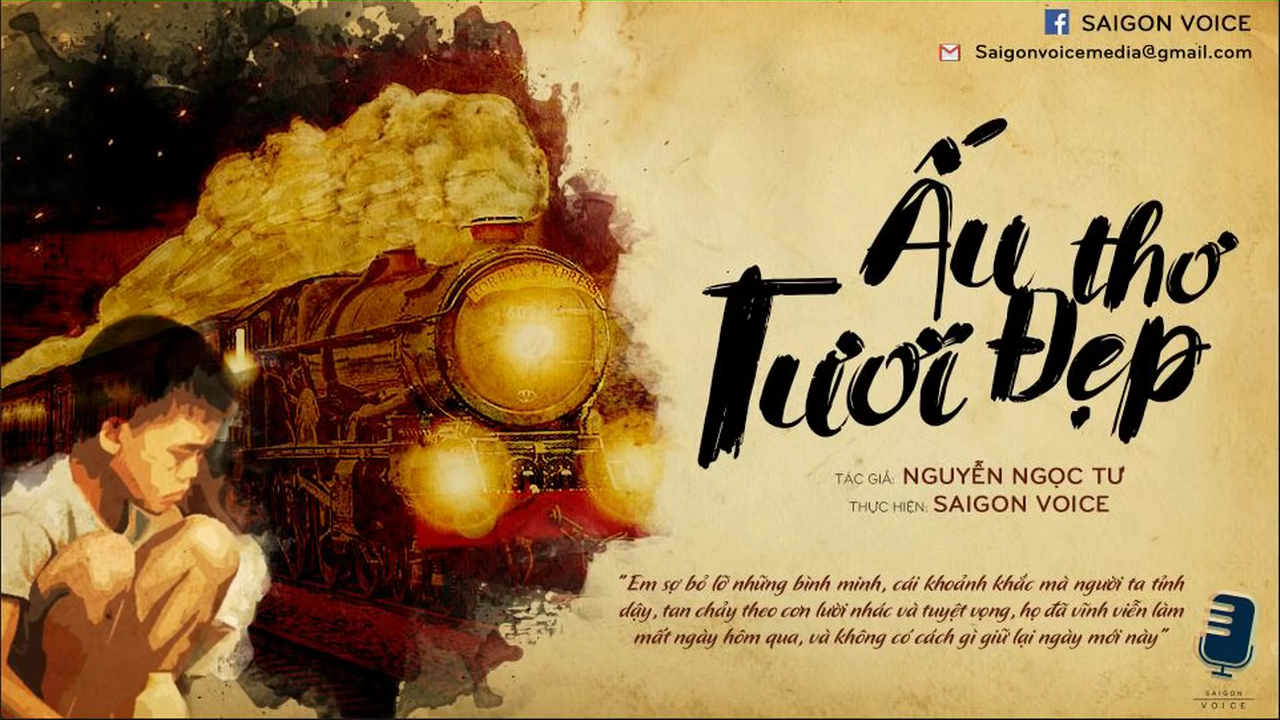 SAIGON VOICE
Saigonvoicemedia@gmail.com
Ấu thơ
Tươi Đẹp
TÁC GIẢ: NGUYỄN NGỌC TƯ
THỰC HIỆN: SAIGON VOICE
"Em sợ bỏ lỡ những bình minh, cái khoảnh khắc mà người ta tỉnh
dậy, tan chảy theo cơn lười nhác và tuyệt vọng, họ đã vĩnh viễn làm
mất ngày hôm qua, và không có cách gì giữ lại ngày mới này"
SAIGON
VOICE